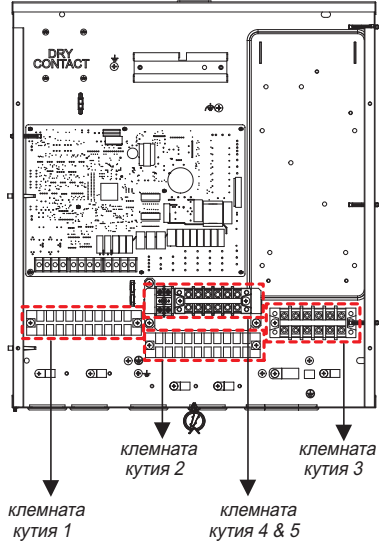 DRY
CONTACT
клемната
кутия 2
клемната
кутия 3
клемната
кутия 1
клемната
кутия 4 & 5